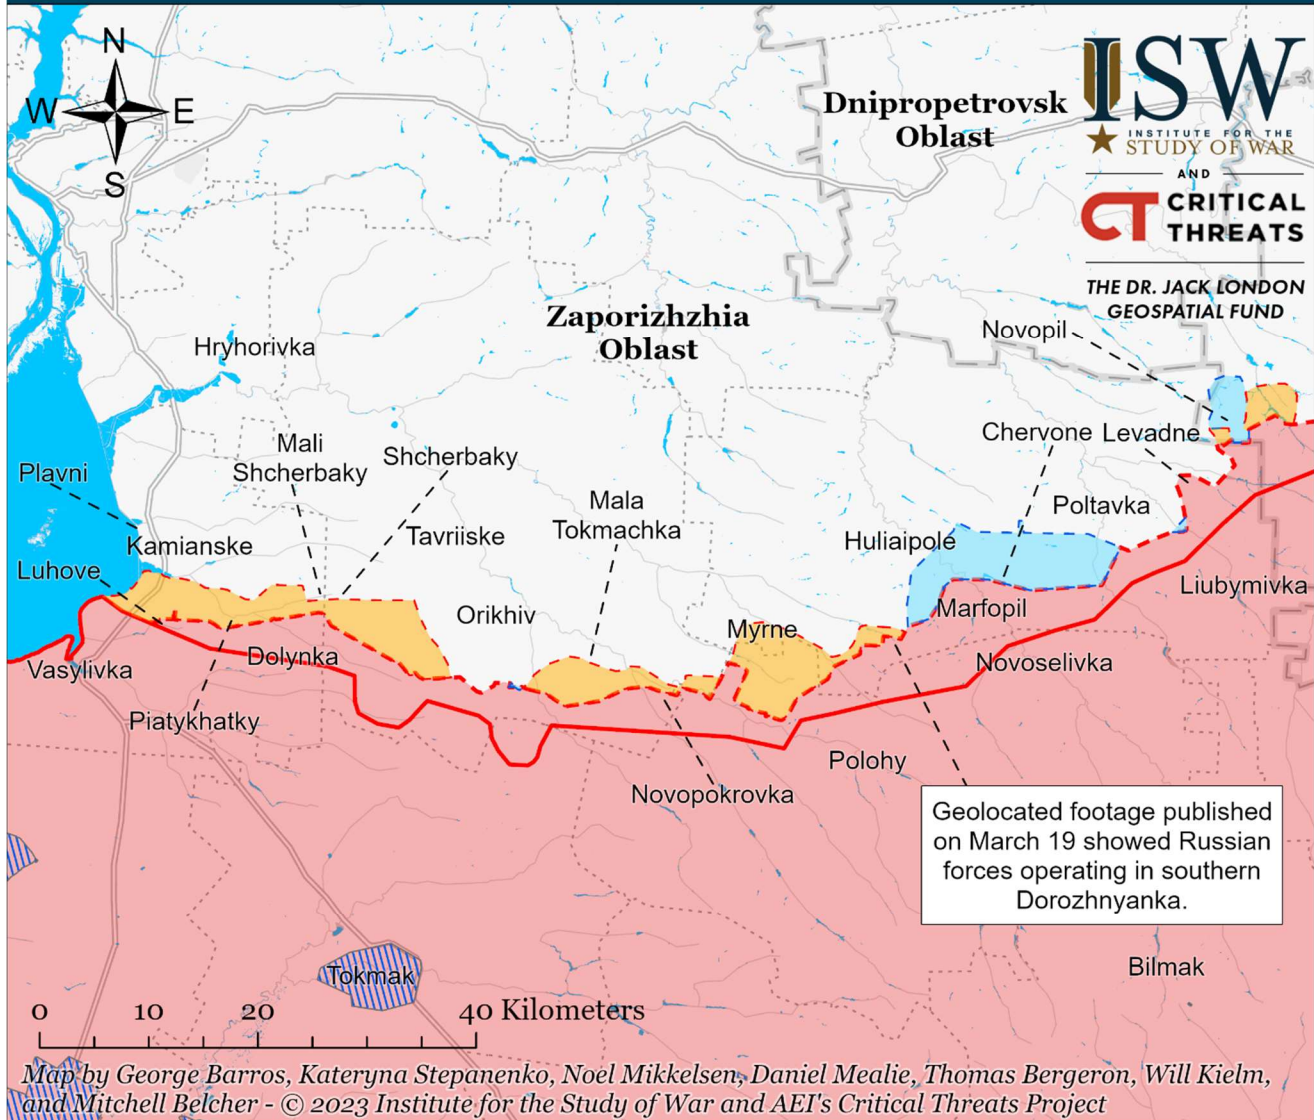 N
W E
S
Dnipropetrovsk
Oblast
ISW
INSTITUTE FOR THE
STUDY OF WAR
AND
CT CRITICAL
THREATS
THE DR. JACK LONDON
GEOSPATIAL FUND
Zaporizhzhia
Oblast
Novopil
Hryhorivka
Mali
Shcherbaky
Shcherbaky
Chervone
Levadne
Plavni
Mala
Tokmachka
Poltavka
Kamianske
Tavriiske
Huliaipole
Luhove
Liubymivka
Orikhiv
Marfopil
Myrne
Vasylivka
Dolynka
Novoselivka
Piatykhatky
Polohy
Novopokrovka
Geolocated footage published
on March 19 showed Russian
forces operating in southern
Dorozhnyanka.
Tokmak
Bilmak
0 10 20 40 Kilometers
Map by George Barros, Kateryna Stepanenko, Noel Mikkelsen, Daniel Mealie, Thomas Bergeron, Will Kielm,
and Mitchell Belcher - © 2023 Institute for the Study of War and AEI's Critical Threats Project